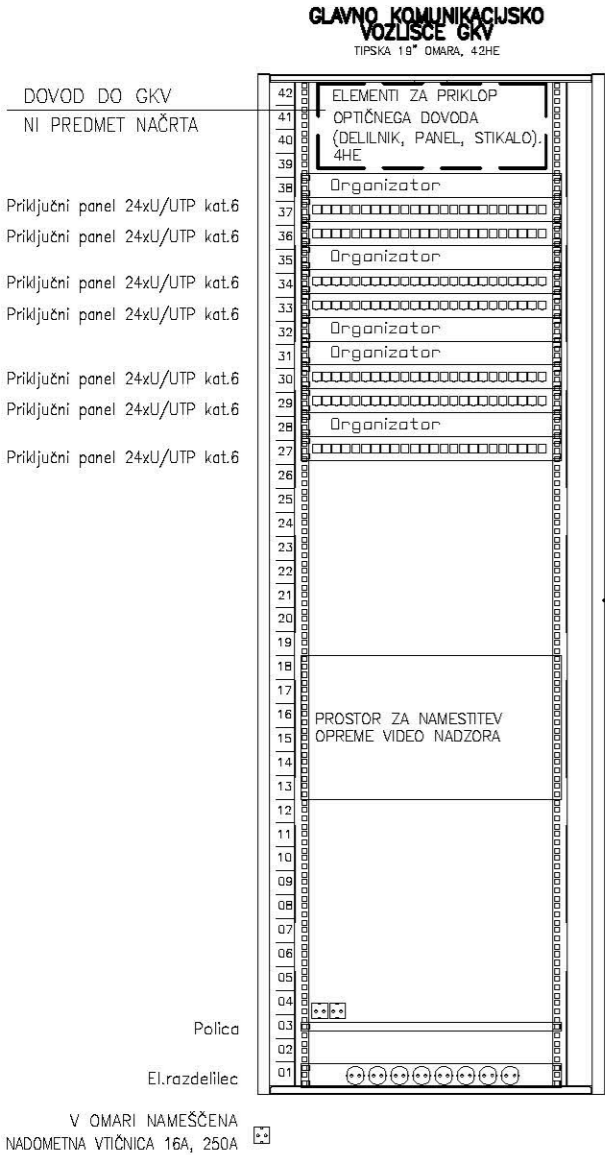 GLAVNO KOMUNIKACIJSKO
VOZLIŠČE GKV
TIPSKA 19" OMARA, 42HE
DOVOD DO GKV
NI PREDMET NAČRTA
42
ELEMENTI ZA PRIKLOP
41
OPTIČNEGA DOVODA
40
(DELILNIK, PANEL, STIKALO).
39
4HE
38
Organizator
Priključni panel 24xU/UTP kat.6
37
Priključni panel 24xU/UTP kat.6
36
35
Organizator
Priključni panel 24xU/UTP kat.6
34
Priključni panel 24xU/UTP kat.6
33
32
Organizator
31
Organizator
Priključni panel 24xU/UTP kat.6
30
Priključni panel 24xU/UTP kat.6
29
28
Organizator
Priključni panel 24xU/UTP kat.6
27
26
25
24
23
22
21
20
19
18
17
16
PROSTOR ZA NAMESTITEV
15
OPREME VIDEO NADZORA
14
13
12
11
10
09
08
07
06
05
04
Polica
03
02
El.razdelilec
01
V OMARI NAMEŠČENA
NADOMETNA VTIČNICA 16A, 250A